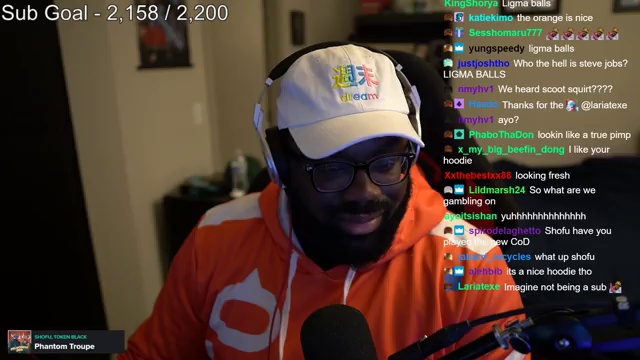 Sub Goal - 2,158 / 2,200
KingShorya Ligma balls
katiekimo the orange is nice
Sesshomaru777
yungspeedy ligma balls
justjoshtho Who the hell is steve jobs?
LIGMA BALLS
nmyhv1 We heard scoot squirt????
Thanks for the @lariatexe
nmyhv1 ayo?
PhaboThaDon lookin like a true pimp
x_my_big_beefin_dong I like your
hoodie
Xxthebestxx88 looking fresh
Lildmarsh24 So what are we
gambling on
ayeitsishan yuhhhhhhhhhhhhhh
Shofu have you
played the new CoD
what up shofu
its a nice hoodie tho
Lariatexe Imagine not being a sub
週末
dream
Phantom Troupe